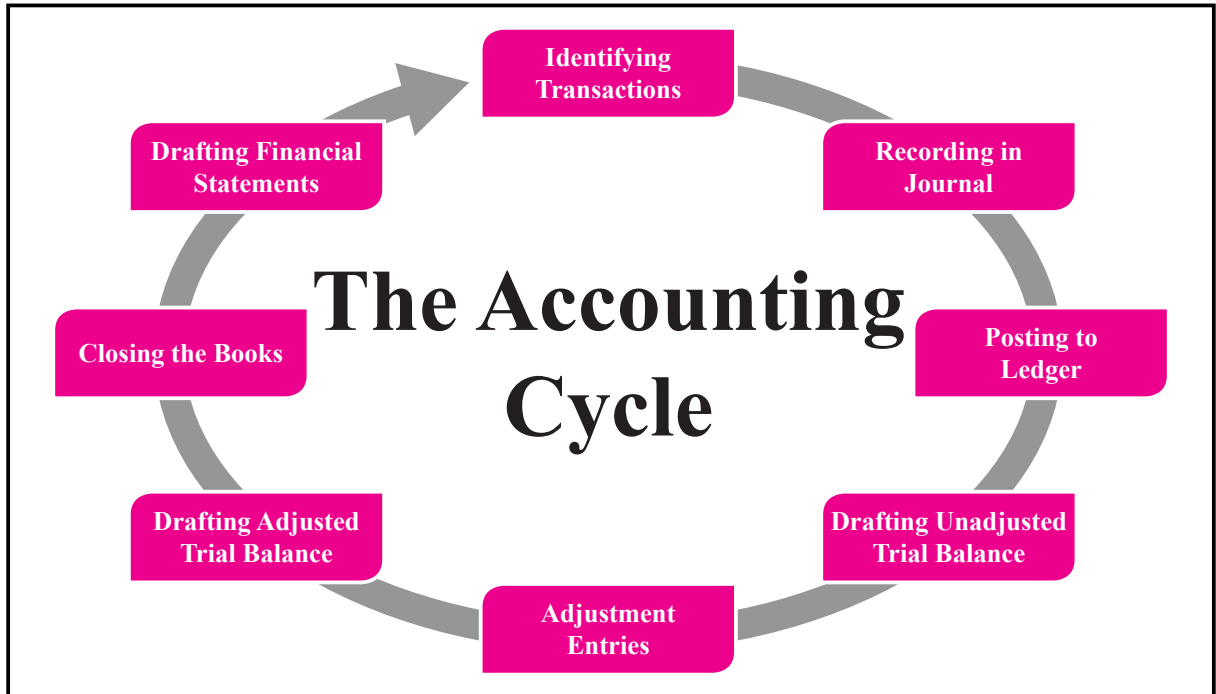 The Accounting
Cycle
Identifying
Transactions
Recording in
Journal
Posting to
Ledger
Drafting Unadjusted
Trial Balance
Adjustment
Entries
Drafting Adjusted
Trial Balance
Closing the Books
Drafting Financial
Statements